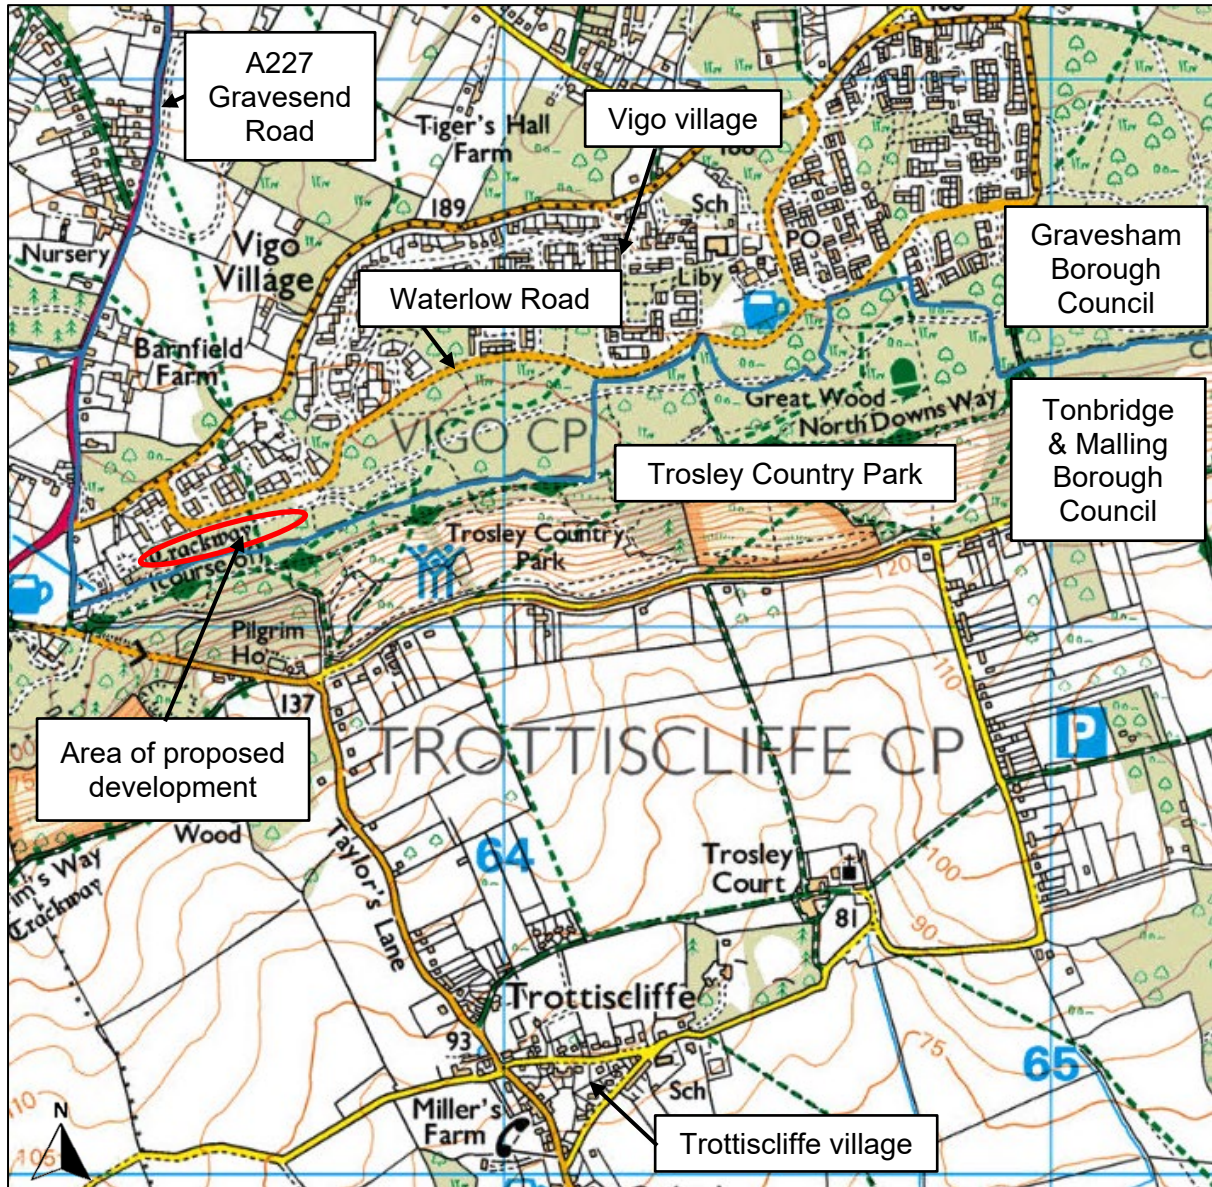 A227
Gravesend
Road
Tiger's Hall
Farm
Vigo village
189
Sch
PO
Nursery
Vigo
Village
Liby
Waterlow Road
Gravesham
Borough
Council
Barnfield
Farm
Great Wood
North Downs Way
VIGO CP
Tonbridge
& Malling
Borough
Council
Trosley Country Park
Trackway
(course of)
Trosley Country
Park
120
Pilgrim
Ho
110
137
TROTTISCLIFFE CP
P
Area of proposed
development
Wood
Taylor's Lane
64
Trosley
Court
100
81
90
Trackway
Trottiscliffe
93
75
65
Sch
Miller's
Farm
Trottiscliffe village
N
105